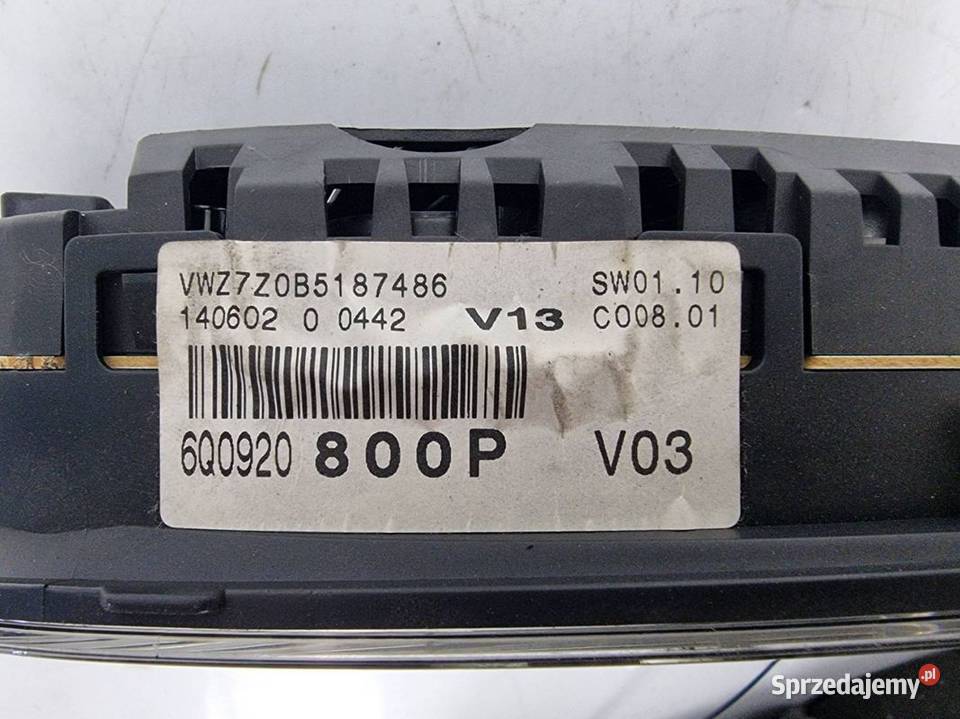 VWZ7Z0B5187486 SW01.10
140602 0 0442 V13 C008.01
6Q0920 800P V03
Sprzedajemy.pl